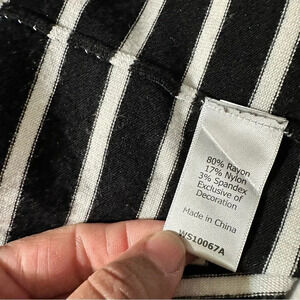 80% Rayon
17% Nylon
3% Spandex
Exclusive of
Decoration
Made in China
WS10067A